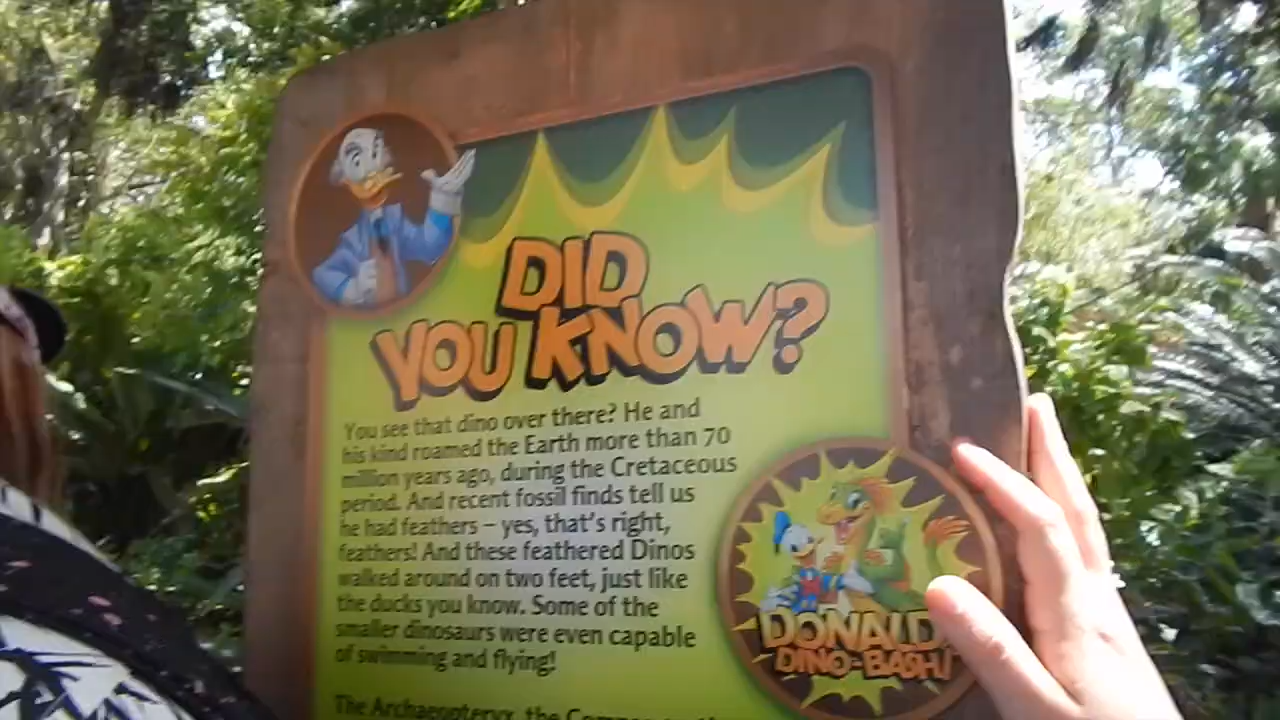 DID
YOU KNOW?
You see that dino over there? He and
his kind roamed the Earth more than 70
million years ago, during the Cretaceous
period. And recent fossil finds tell us
he had feathers – yes, that's right,
feathers! And these feathered Dinos
walked around on two feet, just like
the ducks you know. Some of the
smaller dinosaurs were even capable
of swimming and flying!
DONALD'
DINO-BASH!
The Archaeopteryx, the